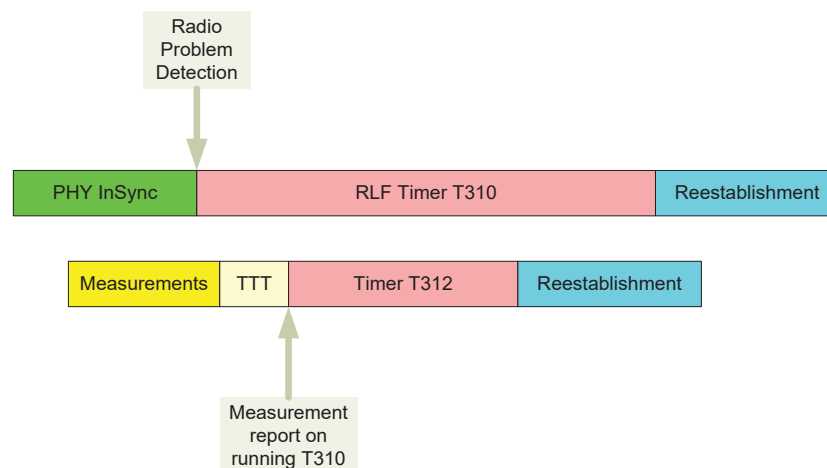 Radio
Problem
Detection
PHY InSync
RLF Timer T310
Reestablishment
Measurements
TTT
Timer T312
Reestablishment
Measurement
report on
running T310